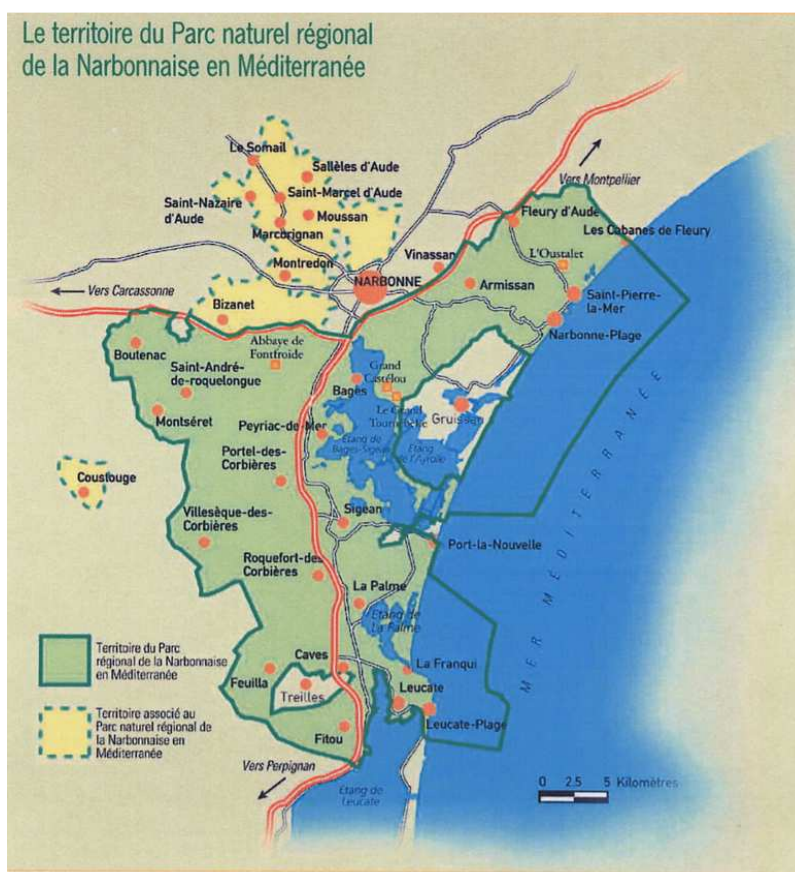 Le territoire du Parc naturel régional
de la Narbonnaise en Méditerranée
Le Somail
Sallèles d'Aude
Saint-Nazaire
d'Aude
Saint-Marcel d'Aude
Moussan
Marcorignan
Montredon
Vers Montpellier
Fleury d'Aude
Les Cabanes de Fleury
L'Oustalet
Vinassan
NARBONNE
Armissan
Saint-Pierre-
la-Mer
Narbonne-Plage
Vers Carcassonne
Bizanet
Boutenac
Abbaye de
Fontfroide
Saint-André-
de-roquelongue
Montséret
Bages
Grand
Castélou
Le Grand
Tournebelle
Gruissan
Peyriac-de-Mer
Etang de
Bages-Sigean
Etang
de l'Ayrolle
Portel-des-
Corbières
Coustouge
Sigean
Villesèque-des-
Corbières
Port-la-Nouvelle
Roquefort-des
Corbières
La Palme
Etang de
La Palme
MER MÉDITERRANÉE
Caves
La Franqui
Feuilla
Treilles
Leucate
Leucate-Plage
Fitou
Territoire du Parc
régional de la Narbonnaise
en Méditerranée
Territoire associé au
Parc naturel régional de
la Narbonnaise en
Méditerranée
Vers Perpignan
Etang de
Leucate
0 2.5 5 Kilomètres